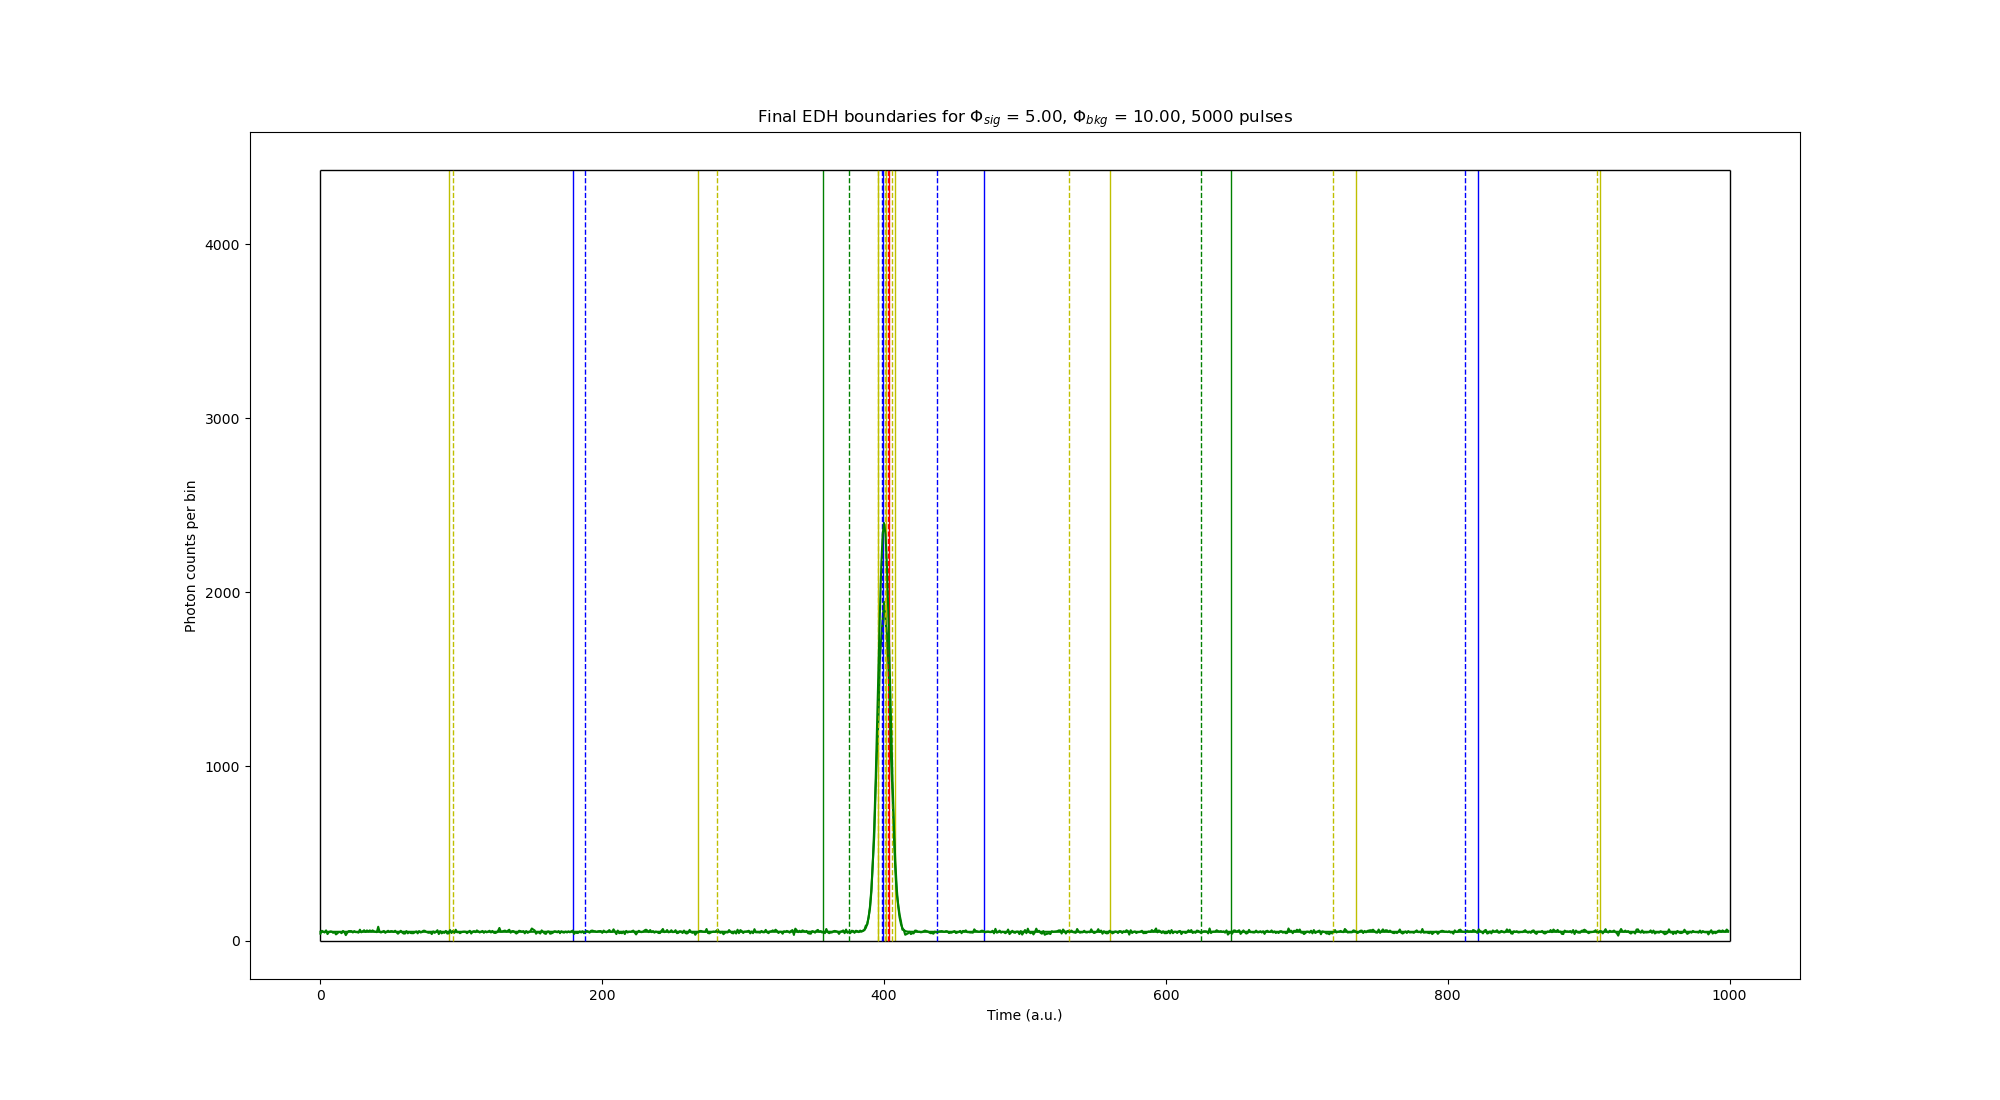 Final EDH boundaries for Φsig = 5.00, Φbkg = 10.00, 5000 pulses
4000
3000
2000
1000
0
Photon counts per bin
0 200 400 600 800 1000
Time (a.u.)